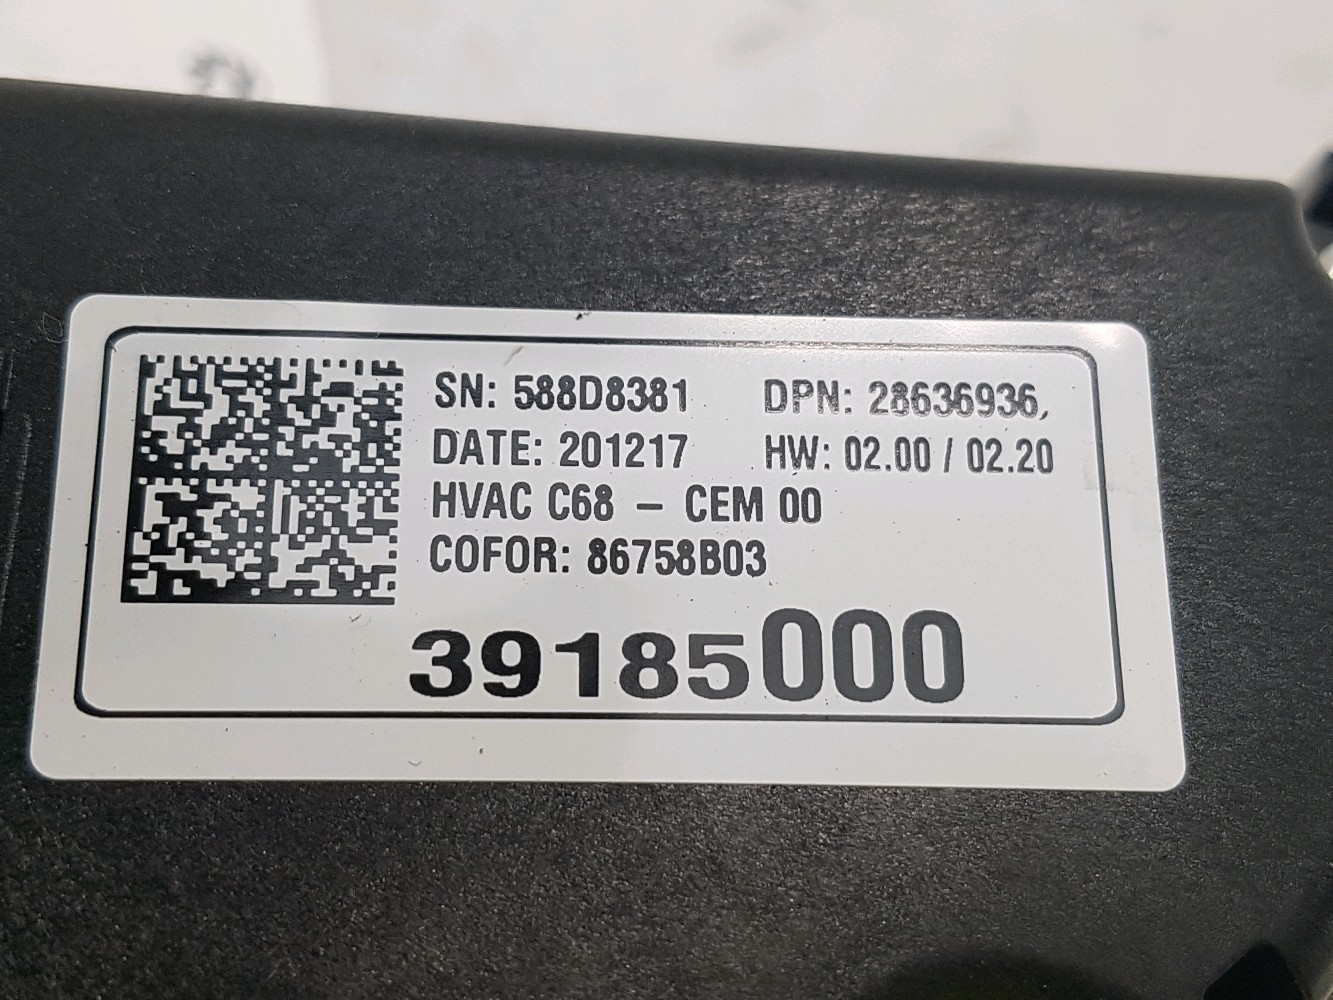 SN: 588D8381 DPN: 28636936,
DATE: 201217 HW: 02.00 / 02.20
HVAC C68 – CEM 00
COFOR: 86758B03
39185000